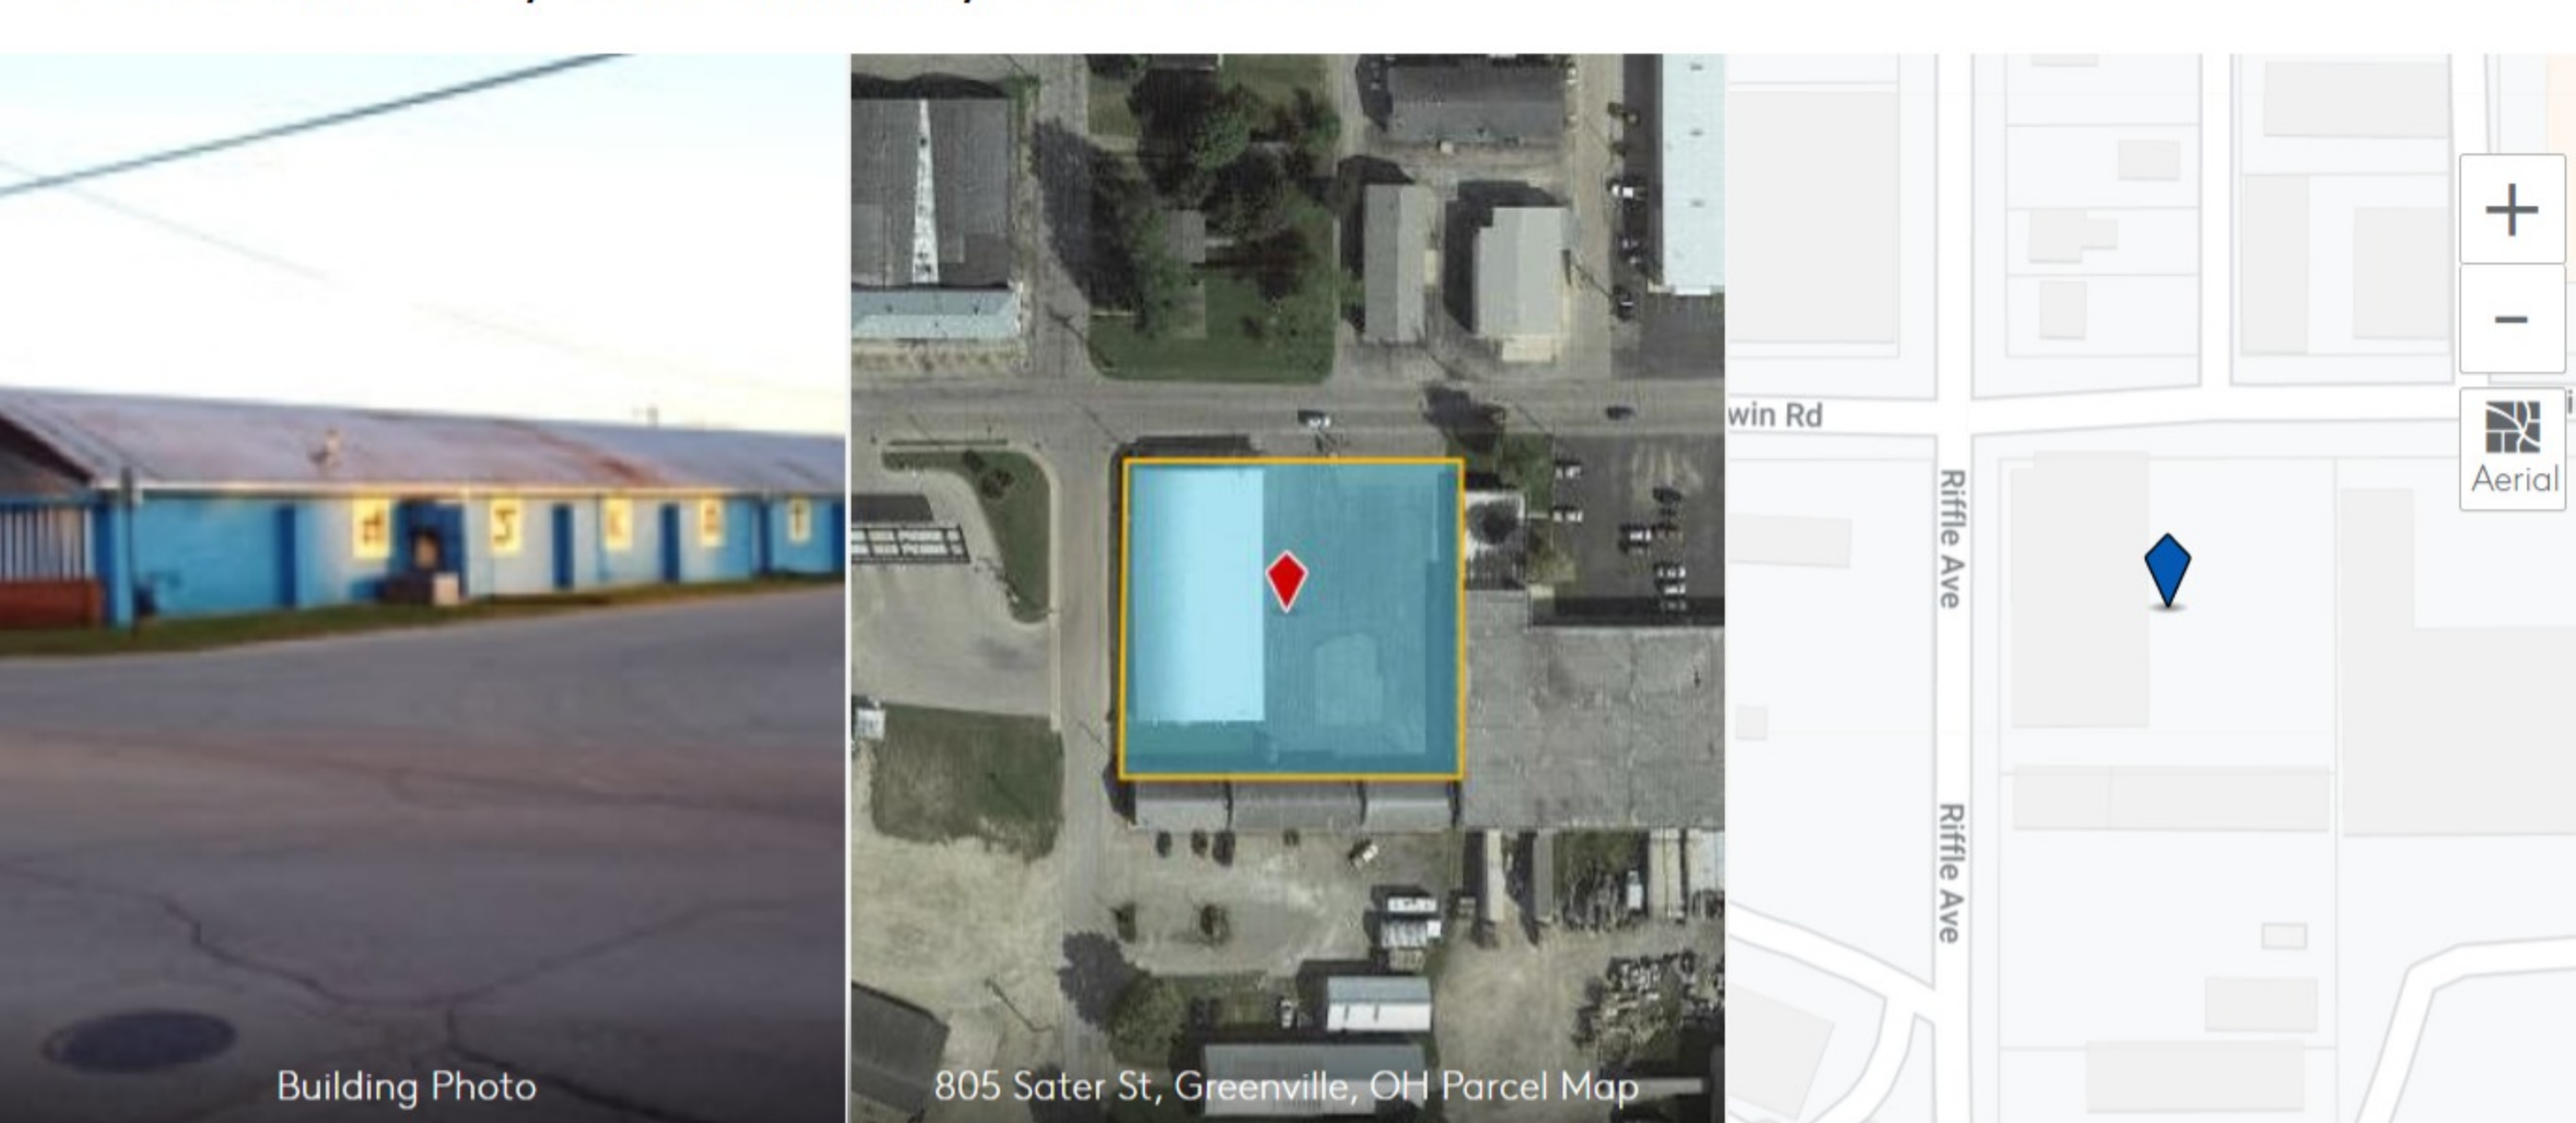 Building Photo
805 Sater St, Greenville, OH Parcel Map
win Rd
Riffle Ave
Riffle Ave
Aerial